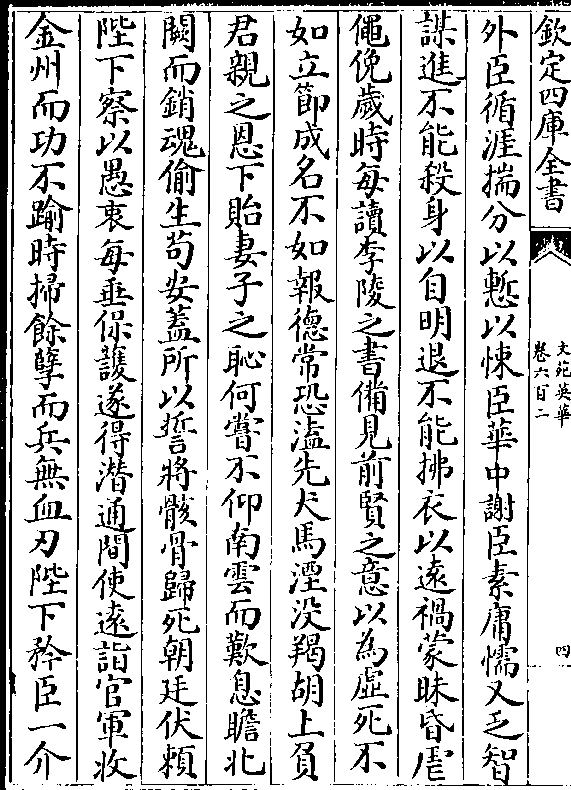 欽定四庫全書
文苑英華
卷六百二
四
外臣循涯揣分以慙以悚臣華中謝臣素庸懦又乏智
謀進不能殺身以自明退不能拂衣以遠禍蒙昧昏虐
僶俛歲時每讀李陵之書備見前賢之意以為虛死不
如立節成名不如報德常恐溘先犬馬湮没羯胡上負
君親之恩下貽妻子之恥何嘗不仰南雲而歎息瞻北
闕而銷魂偷生苟安蓋所以誓將骸骨歸死朝廷伏頼
陛下察以愚衷每垂保護遂得潛通間使遠詣官軍收
金州而功不踰時掃餘孽而兵無血刃陛下矜臣一介